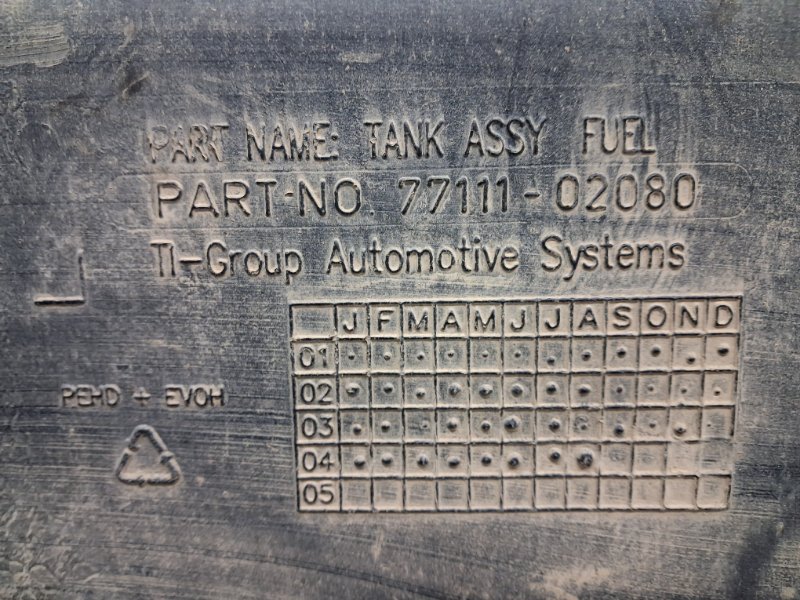 PART NAME: TANK ASSY FUEL
PART-NO. 77111-02080
TI-Group Automotive Systems
J F M A M J J A S O N D
01
02
PEHD + EVOH
03
04
05